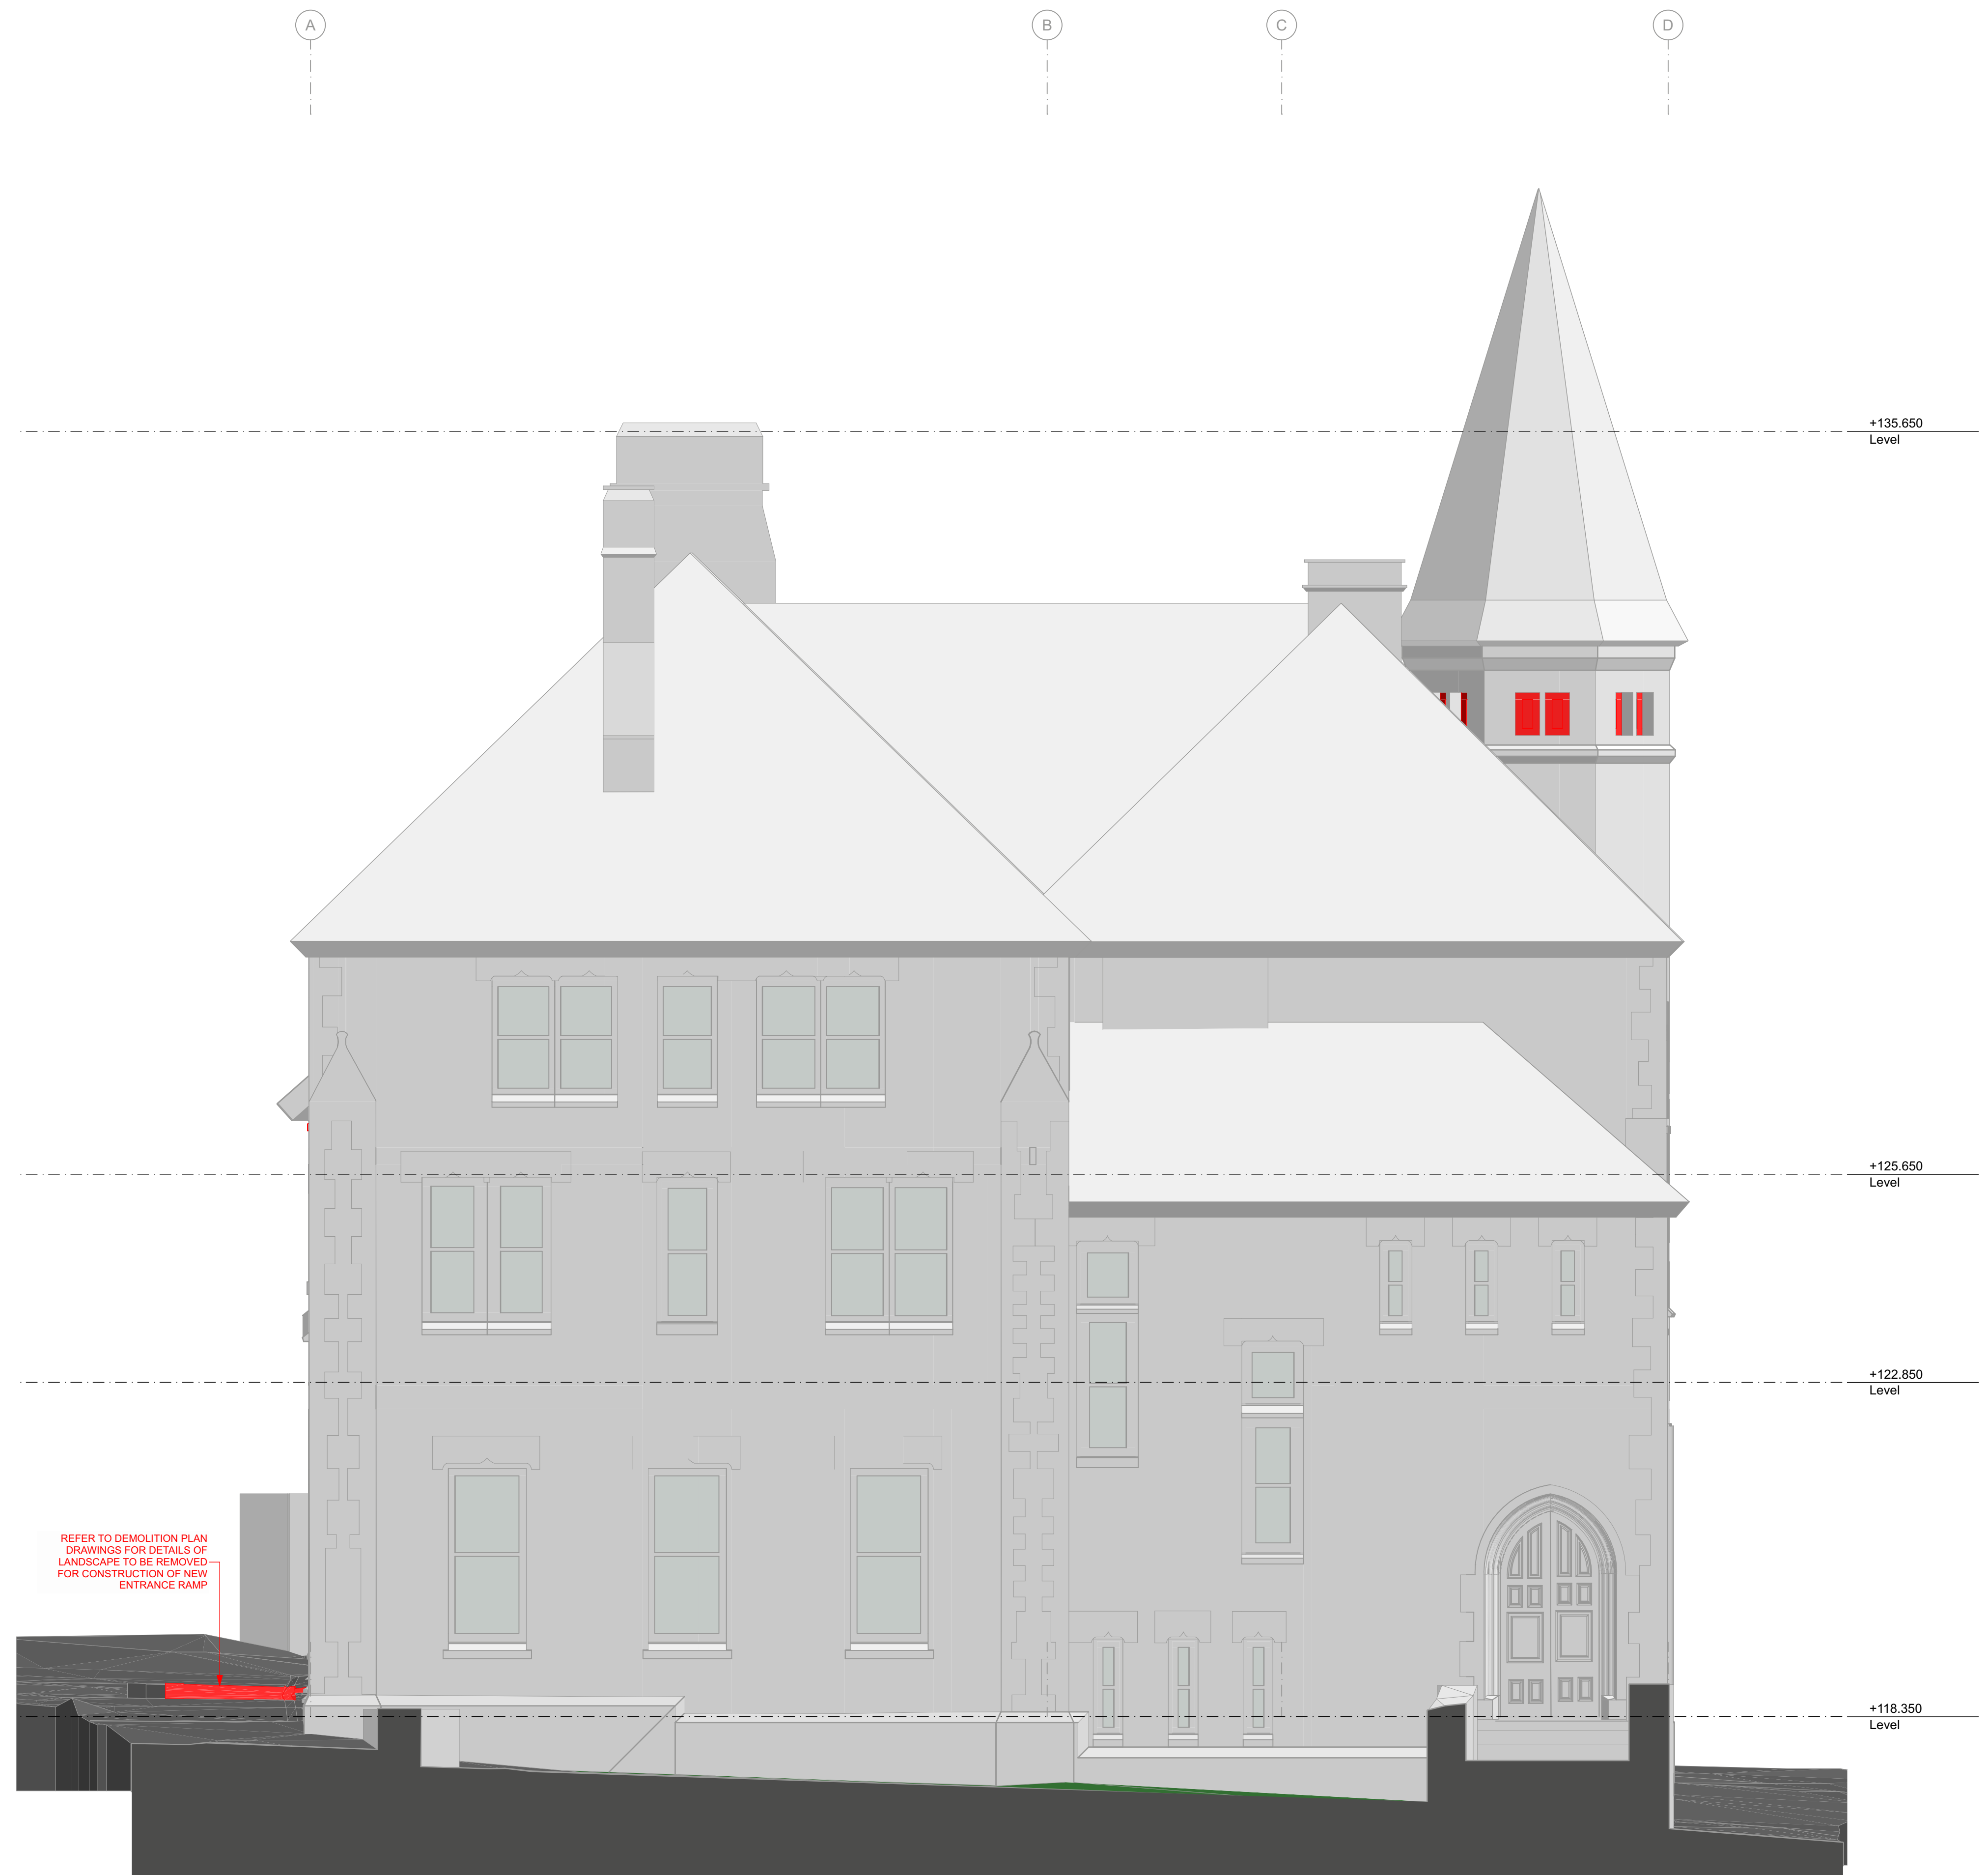 A
B
C
D
+135.650
Level
+125.650
Level
+122.850
Level
REFER TO DEMOLITION PLAN
DRAWINGS FOR DETAILS OF
LANDSCAPE TO BE REMOVED
FOR CONSTRUCTION OF NEW
ENTRANCE RAMP
+118.350
Level